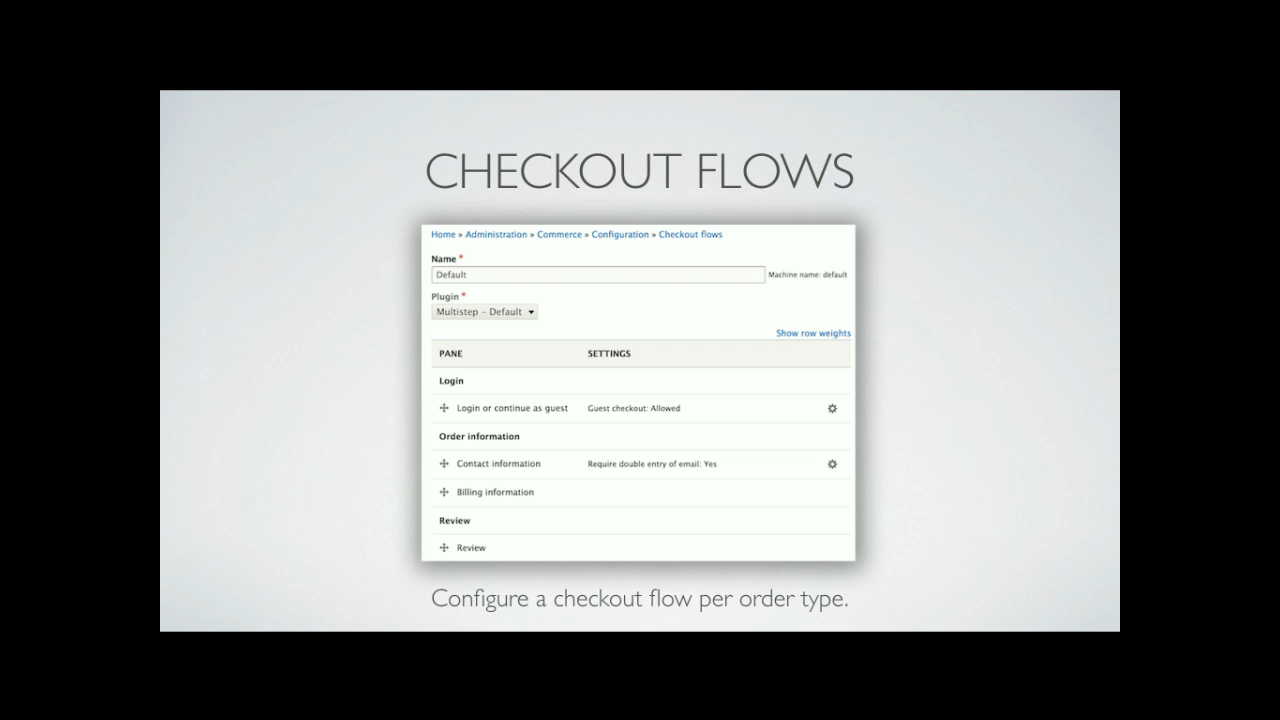 CHECKOUT FLOWS
Home » Administration » Commerce » Configuration » Checkout flows
Name *
Default
Machine name: default
Plugin *
Multistep – Default
Show row weights
PANE SETTINGS
Login
Login or continue as guest Guest checkout: Allowed
Order information
Contact information Require double entry of email: Yes
Billing information
Review
Review
Configure a checkout flow per order type.